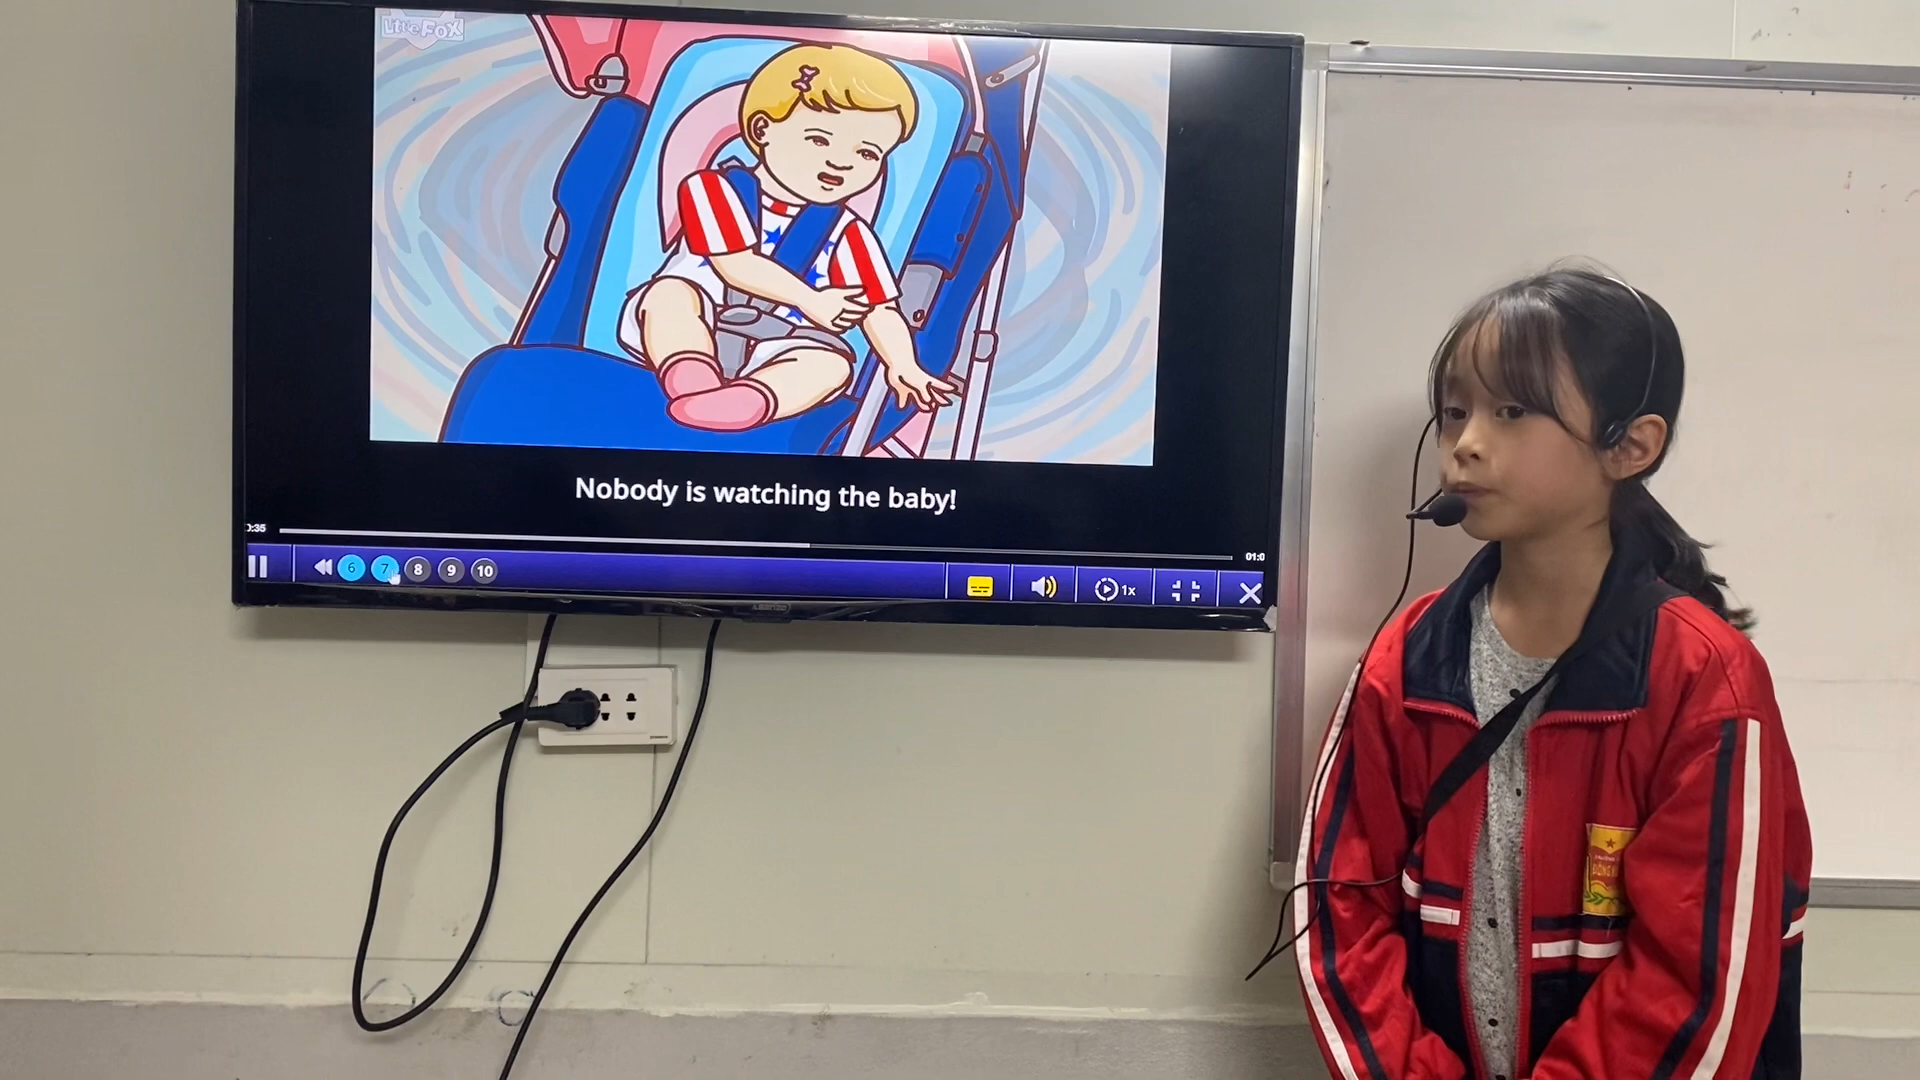 Little Fox
Nobody is watching the baby!
0:35
01:0
6 7 8 9 10
1x